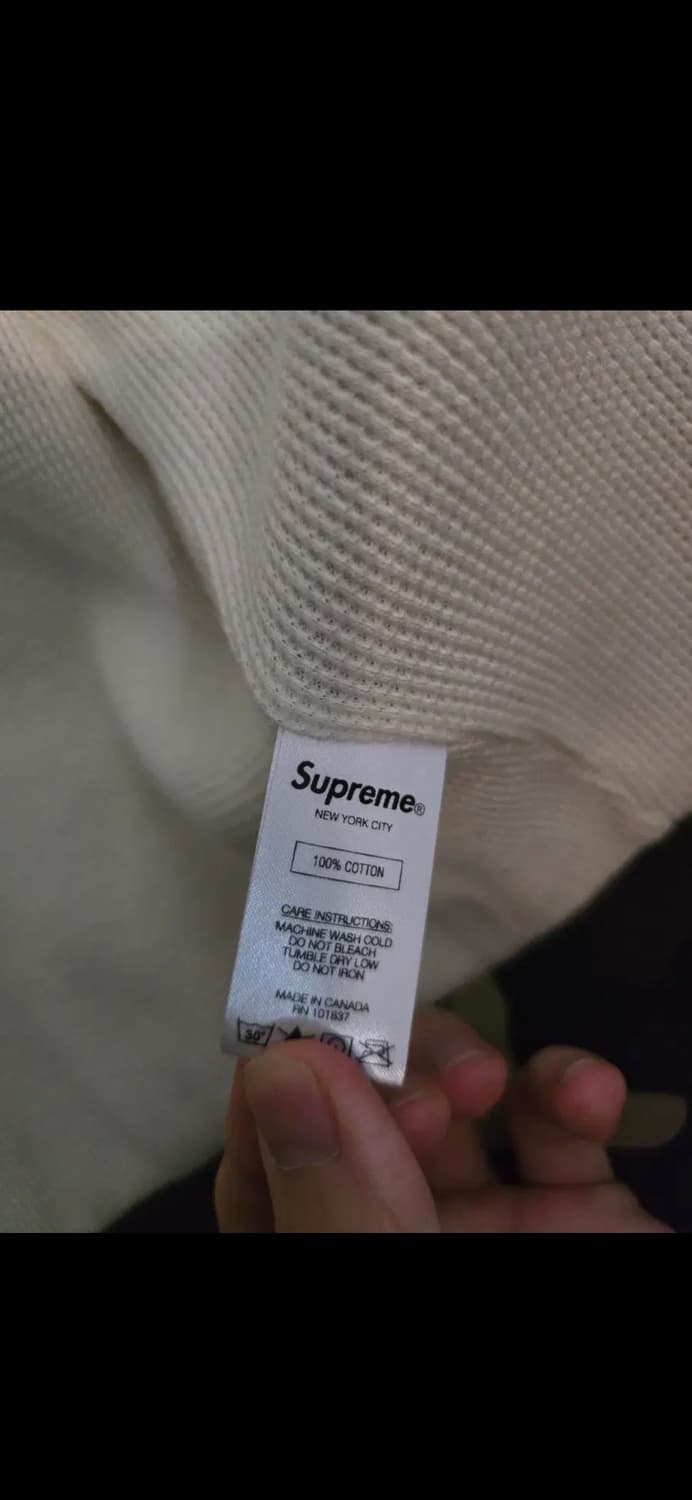 Supreme®
NEW YORK CITY
100% COTTON
CARE INSTRUCTIONS:
MACHINE WASH COLD
DO NOT BLEACH
TUMBLE DRY LOW
DO NOT IRON
MADE IN CANADA
RN 101837
30°